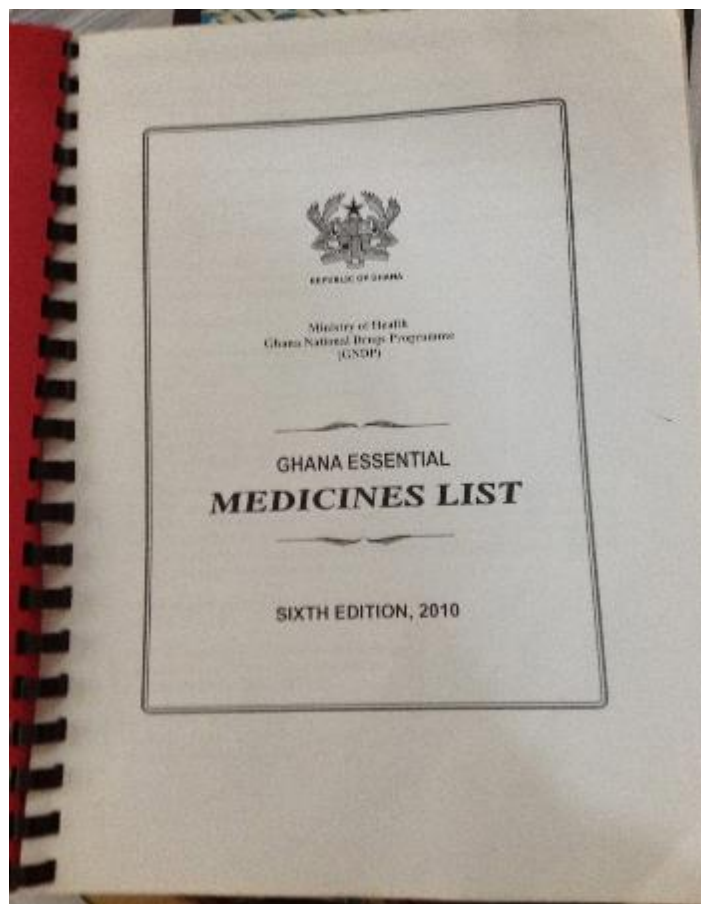 REPUBLIC OF GHANA
Ministry of Health
Ghana National Drugs Programme
(GNDP)
GHANA ESSENTIAL
MEDICINES LIST
SIXTH EDITION, 2010